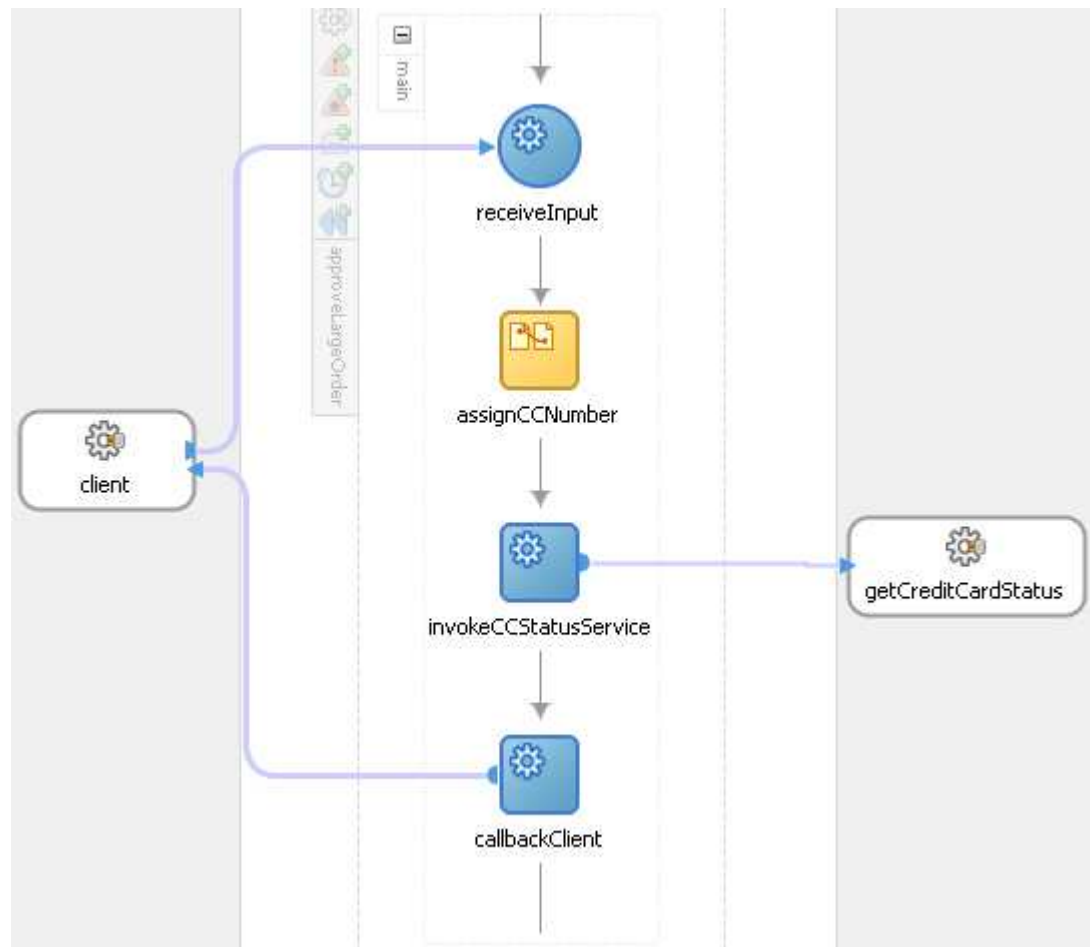 main
receiveInput
approveLargeOrder
assignCCNumber
client
invokeCCStatusService
getCreditCardStatus
callbackClient